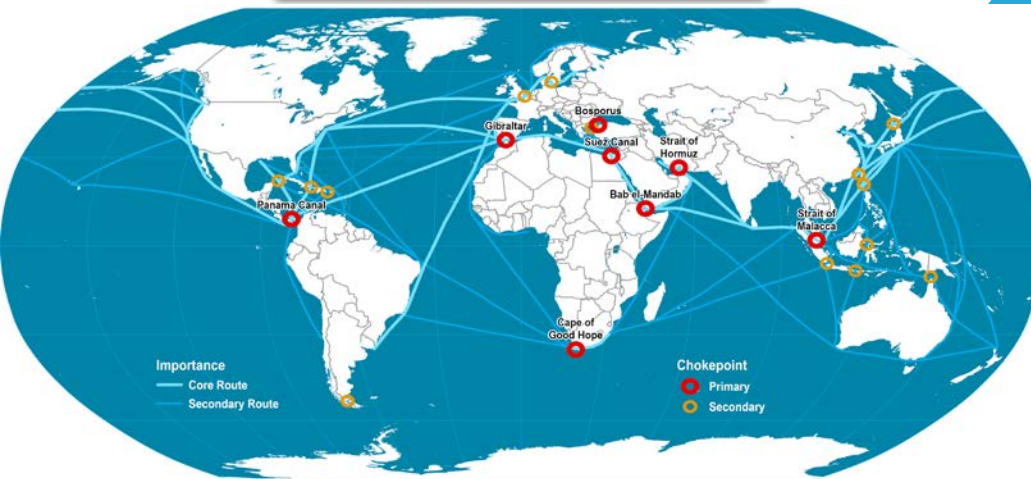 Bosporus
Gibraltar
Suez Canal
Strait of
Hormuz
Bab el-Mandab
Panama Canal
Strait of
Malacca
Cape of
Good Hope
Importance
Core Route
Secondary Route
Chokepoint
Primary
Secondary